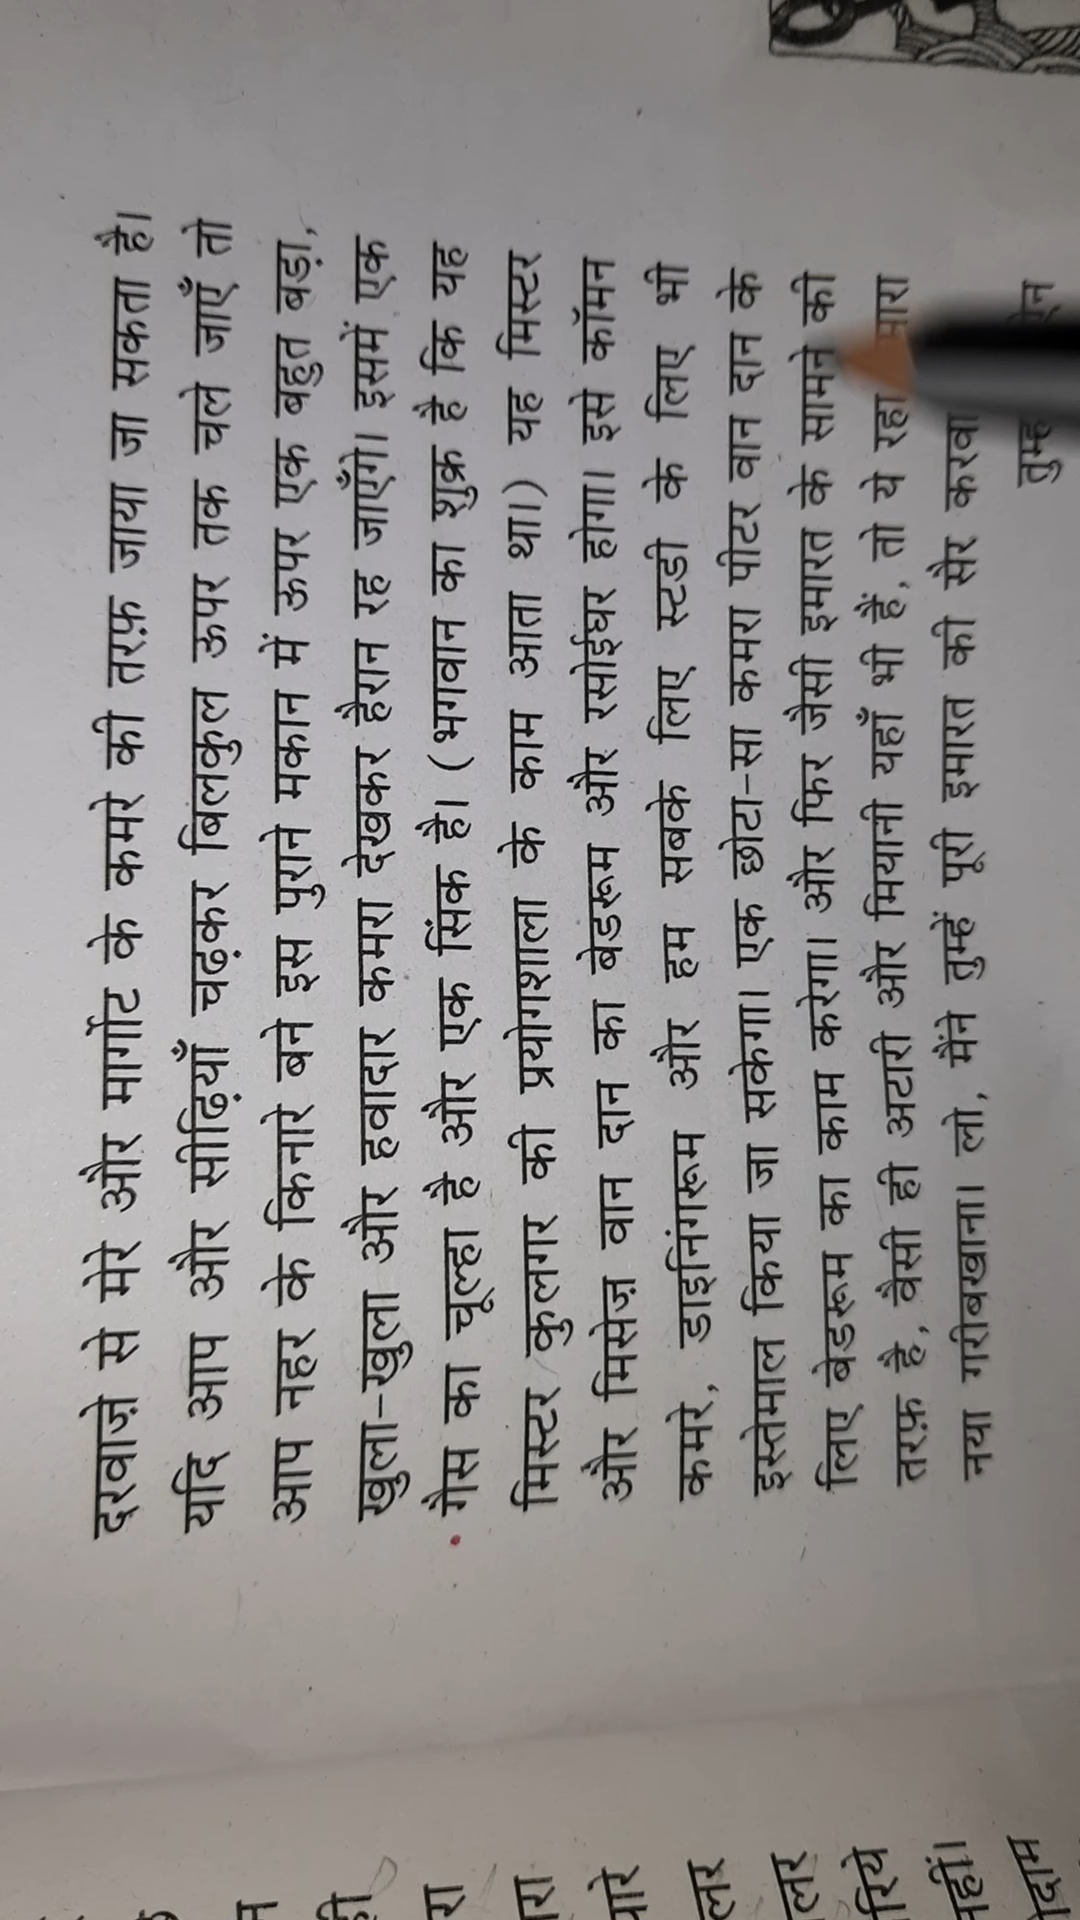 दरवाज़े से मेरे और मार्गोट के कमरे की तरफ़ जाया जा सकता है।
यदि आप और सीढ़ियाँ चढ़कर बिलकुल ऊपर तक चले जाएँ तो
आप नहर के किनारे बने इस पुराने मकान में ऊपर एक बहुत बड़ा,
खुला-खुला और हवादार कमरा देखकर हैरान रह जाएँगे। इसमें एक
गैस का चूल्हा है और एक सिंक है। (भगवान का शुक्र है कि यह
मिस्टर कुलगर की प्रयोगशाला के काम आता था।) यह मिस्टर
और मिसेज़ वान दान का बेडरूम और रसोईघर होगा। इसे कॉमन
कमरे, डाइनिंगरूम और हम सबके लिए स्टडी के लिए भी
इस्तेमाल किया जा सकेगा। एक छोटा-सा कमरा पीटर वान दान के
लिए बेडरूम का काम करेगा। और फिर जैसी इमारत के सामने की
तरफ़ है, वैसी ही अटारी और मियानी यहाँ भी हैं, तो ये रहा
नया गरीबखाना। लो, मैंने तुम्हें पूरी इमारत की सैर
रा
रा
लर
लर
नहीं।